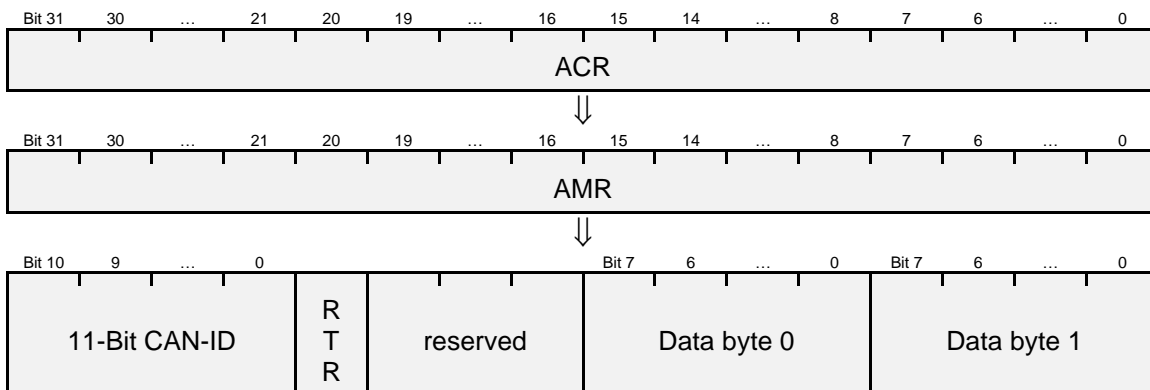 Bit 31 30 ... 21 20 19 ... 16 15 14 ... 8 7 6 ... 0
ACR
⇓
Bit 31 30 ... 21 20 19 ... 16 15 14 ... 8 7 6 ... 0
AMR
⇓
Bit 10 9 ... 0 Bit 7 6 ... 0 Bit 7 6 ... 0
11-Bit CAN-ID R T R reserved Data byte 0 Data byte 1